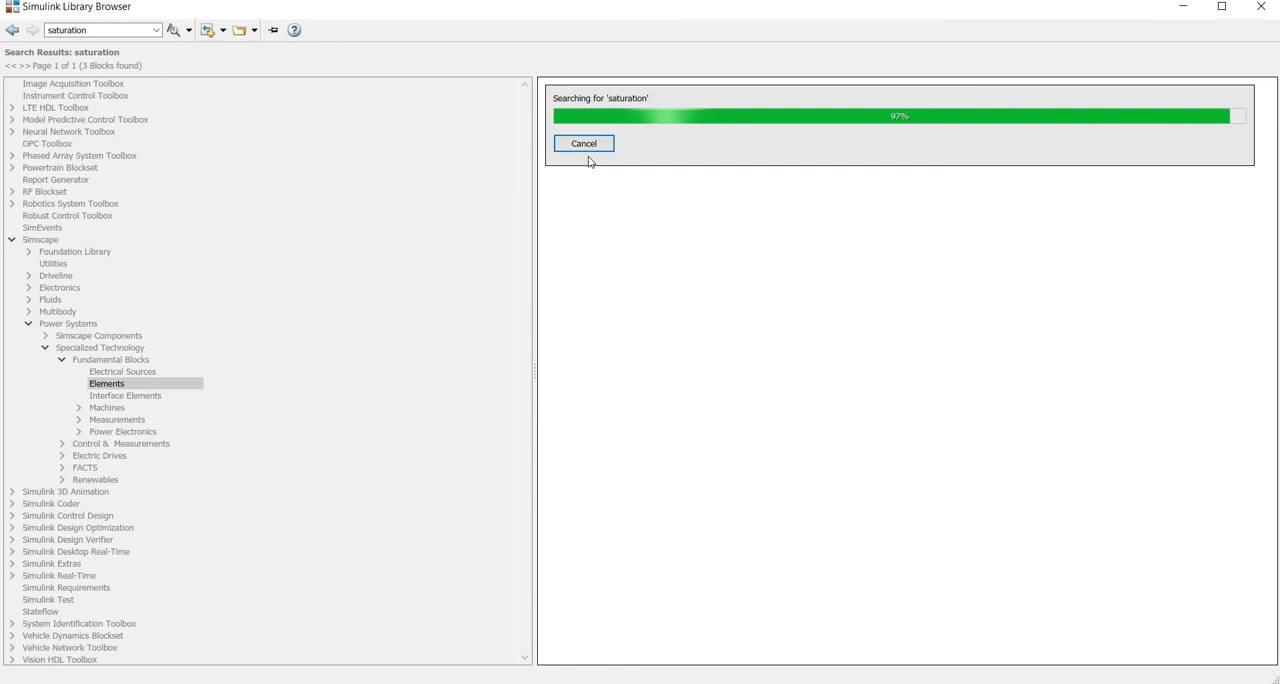 Simulink Library Browser
saturation
Search Results: saturation
<< >> Page 1 of 1 (3 Blocks found)
Image Acquisition Toolbox
Instrument Control Toolbox
LTE HDL Toolbox
Model Predictive Control Toolbox
Neural Network Toolbox
OPC Toolbox
Phased Array System Toolbox
Powertrain Blockset
Report Generator
RF Blockset
Robotics System Toolbox
Robust Control Toolbox
SimEvents
Simscape
Foundation Library
Utilities
Driveline
Electronics
Fluids
Multibody
Power Systems
Simscape Components
Specialized Technology
Fundamental Blocks
Electrical Sources
Elements
Interface Elements
Machines
Measurements
Power Electronics
Control & Measurements
Electric Drives
FACTS
Renewables
Simulink 3D Animation
Simulink Coder
Simulink Control Design
Simulink Design Optimization
Simulink Design Verifier
Simulink Desktop Real-Time
Simulink Extras
Simulink Real-Time
Simulink Requirements
Simulink Test
Stateflow
System Identification Toolbox
Vehicle Dynamics Blockset
Vehicle Network Toolbox
Vision HDL Toolbox
Searching for 'saturation'
97%
Cancel